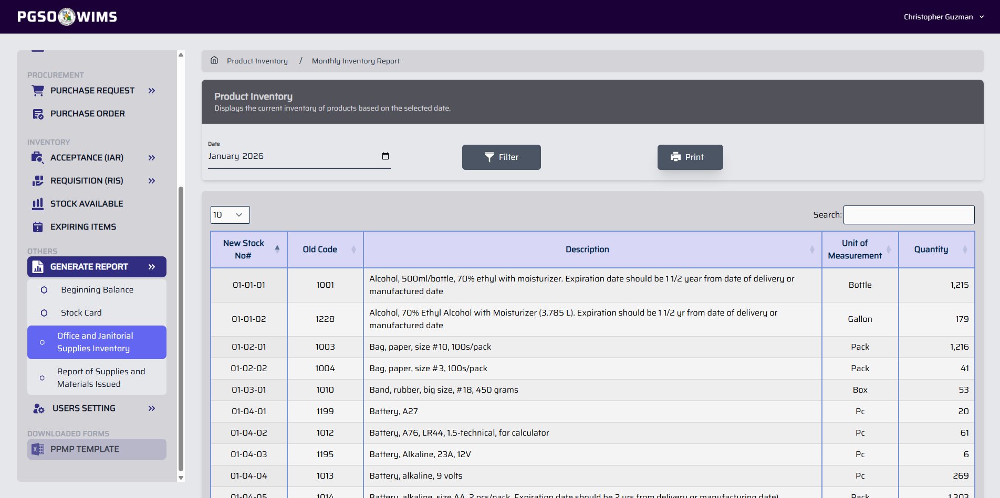 PGSO WIMS
Christopher Guzman
PROCUREMENT
PURCHASE REQUEST
PURCHASE ORDER
INVENTORY
ACCEPTANCE (IAR)
REQUISITION (RIS)
STOCK AVAILABLE
EXPIRING ITEMS
OTHERS
GENERATE REPORT
Beginning Balance
Stock Card
Office and Janitorial
Supplies Inventory
Report of Supplies and
Materials Issued
USERS SETTING
DOWNLOADED FORMS
PPMP TEMPLATE
Product Inventory / Monthly Inventory Report
Product Inventory
Displays the current inventory of products based on the selected date.
Date
January 2026
Filter
Print
10
Search:
New Stock
No#
Old Code
Description
Unit of
Measurement
Quantity
01-01-01 1001 Alcohol, 500ml/bottle, 70% ethyl with moisturizer. Expiration date should be 1 1/2 year from date of delivery or
manufactured date Bottle 1,215
01-01-02 1228 Alcohol, 70% Ethyl Alcohol with Moisturizer (3.785 L). Expiration should be 1 1/2 yr from date of delivery or
manufactured date Gallon 179
01-02-01 1003 Bag, paper, size #10, 100s/pack Pack 1,216
01-02-02 1004 Bag, paper, size #3, 100s/pack Pack 41
01-03-01 1010 Band, rubber, big size, #18, 450 grams Box 53
01-04-01 1199 Battery, A27 Pc 20
01-04-02 1012 Battery, A76, LR44, 1.5-technical, for calculator Pc 61
01-04-03 1195 Battery, Alkaline, 23A, 12V Pc 6
01-04-04 1013 Battery, alkaline, 9 volts Pc 269
01-04-05 1014 Battery, alkaline, size AA, 2 pcs/pack. Expiration date should be 2 yrs from delivery or manufacturing date) Pack 1,303